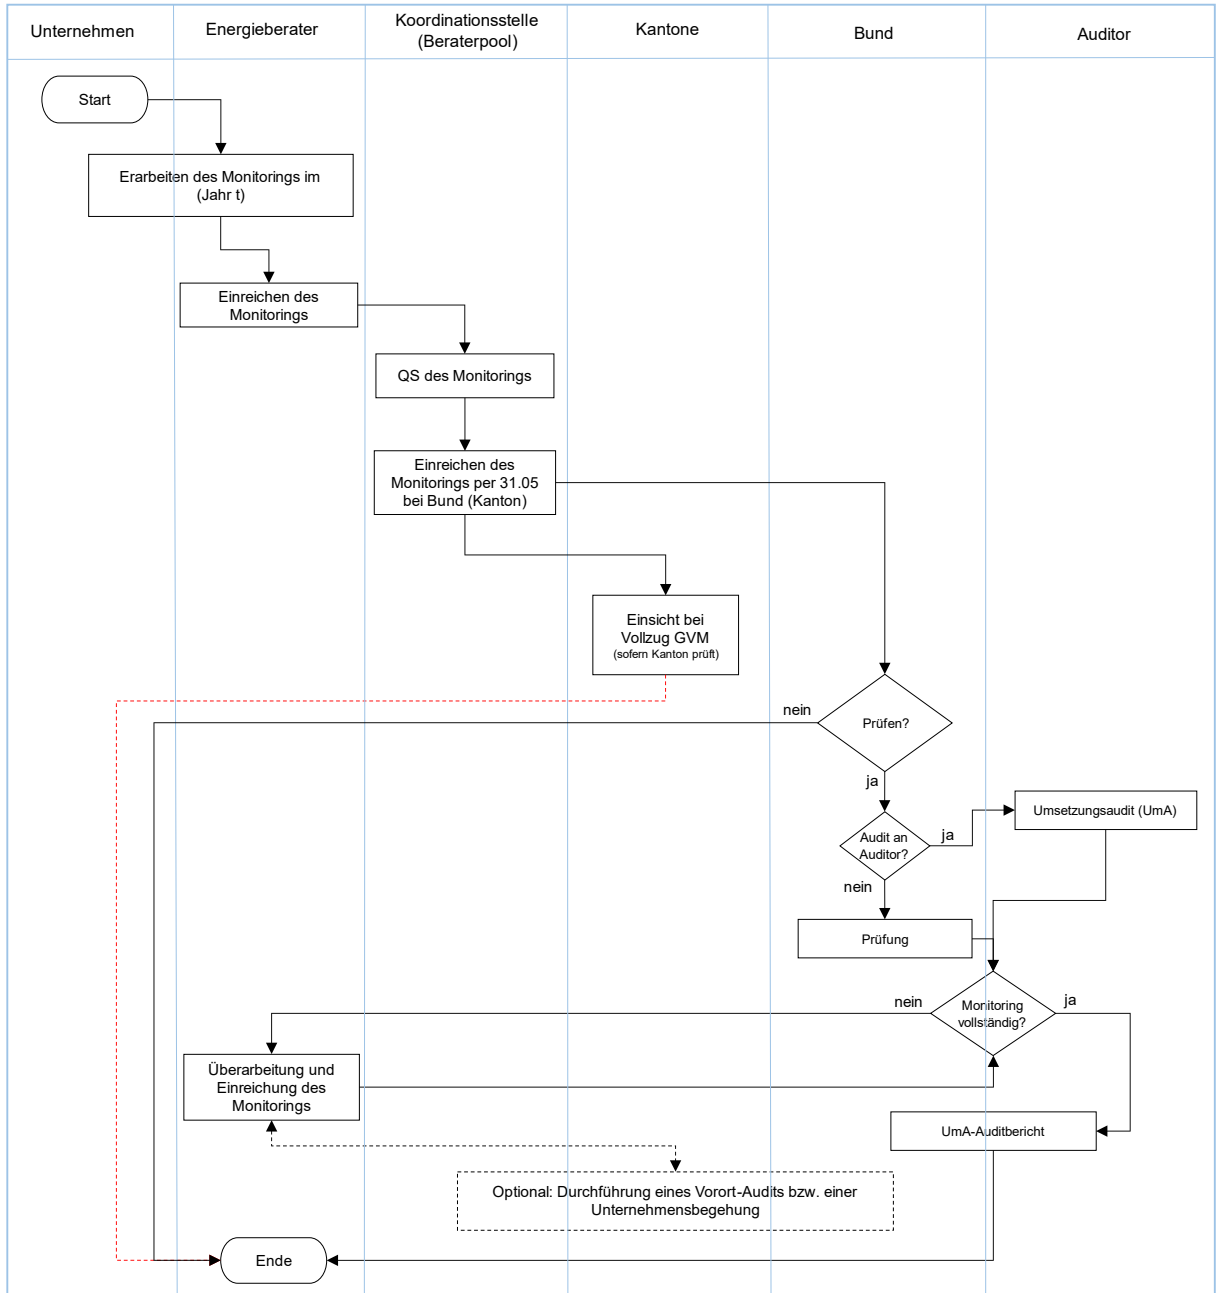 Unternehmen
Energieberater
Koordinationsstelle
(Beraterpool)
Kantone
Bund
Auditor
Start
Erarbeiten des Monitorings im
(Jahr t)
Einreichen des
Monitorings
QS des Monitorings
Einreichen des
Monitorings per 31.05
bei Bund (Kanton)
Einsicht bei
Vollzug GVM
(sofern Kanton prüft)
nein
Prüfen?
ja
Audit an
Auditor?
ja
Umsetzungsaudit (UmA)
nein
Prüfung
nein
Monitoring
vollständig?
ja
Überarbeitung und
Einreichung des
Monitorings
UmA-Auditbericht
Optional: Durchführung eines Vorort-Audits bzw. einer
Unternehmensbegehung
Ende